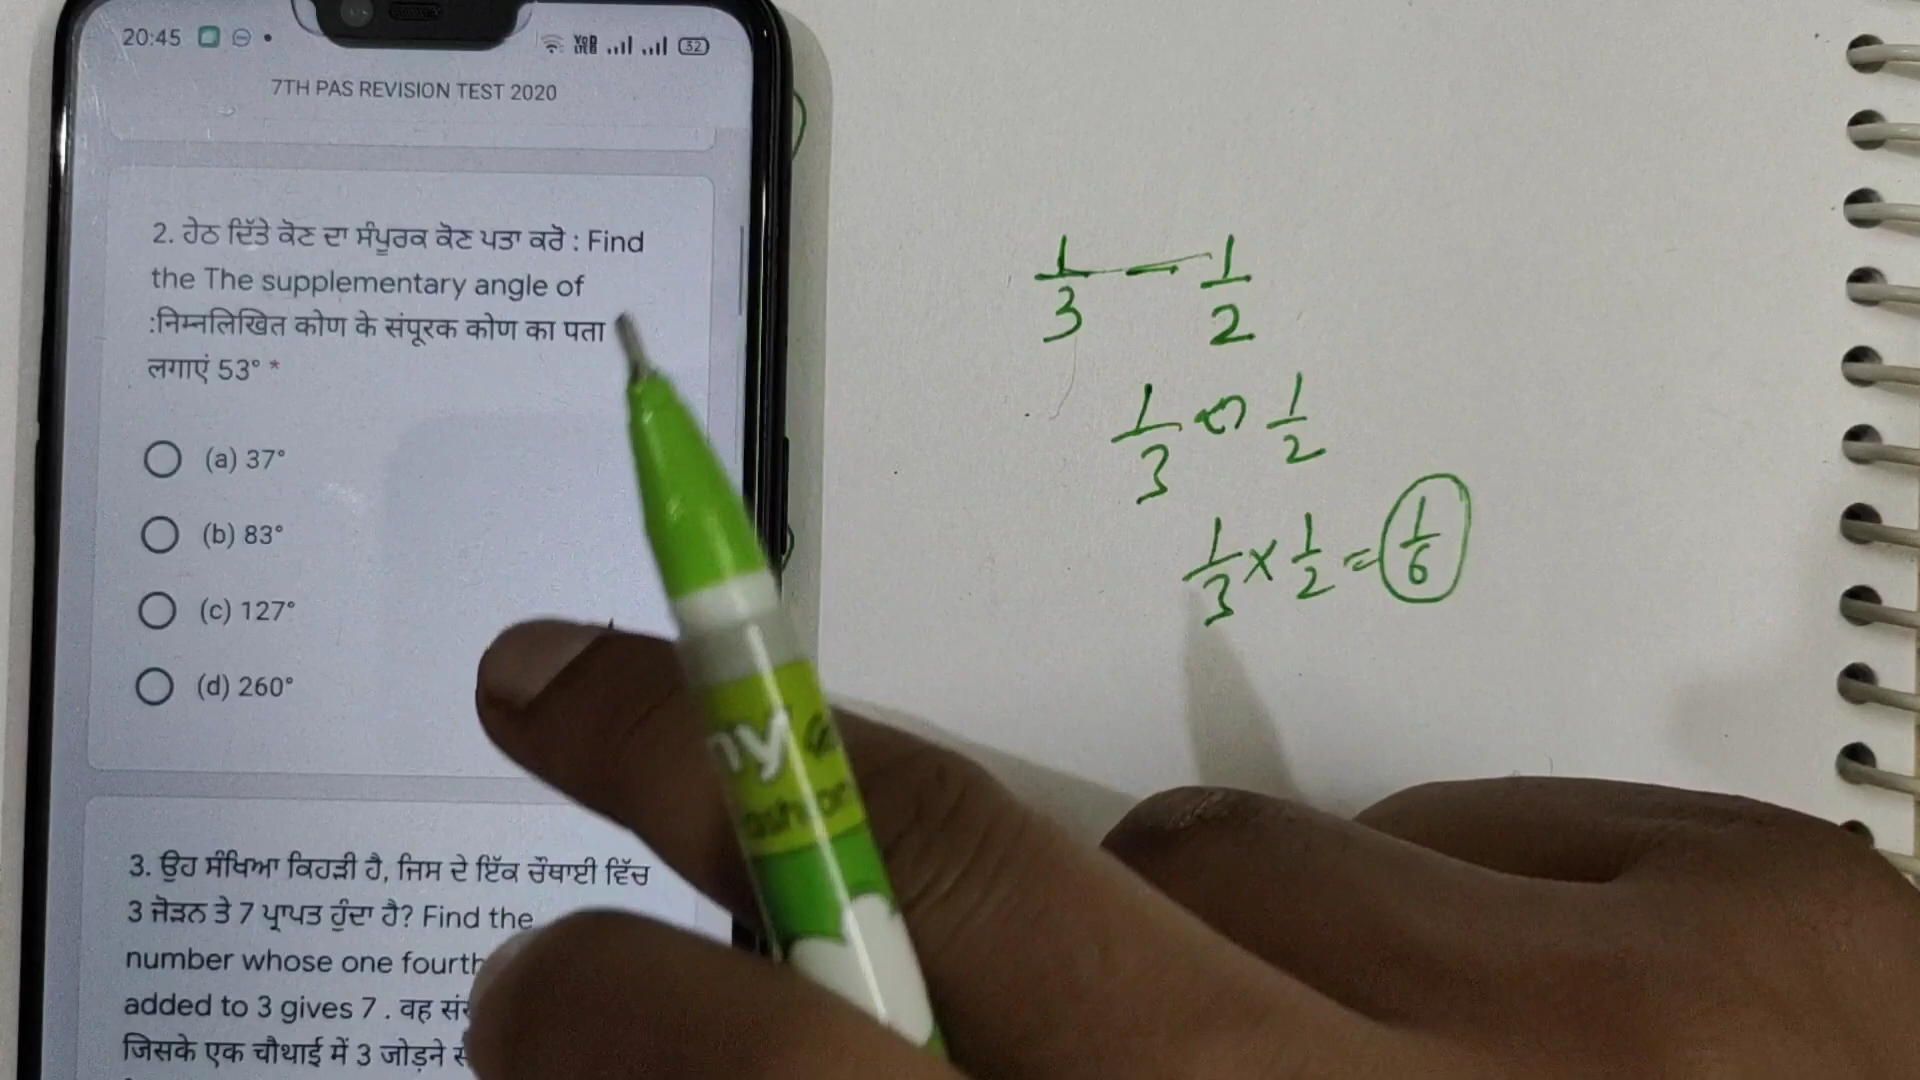 20:45
32
7TH PAS REVISION TEST 2020
2. ਹੇਠ ਦਿੱਤੇ ਕੋਣ ਦਾ ਸੰਪੂਰਕ ਕੋਣ ਪਤਾ ਕਰੋ : Find
the The supplementary angle of
:निम्नलिखित कोण के संपूरक कोण का पता
लगाएं 53° *
(a) 37°
(b) 83°
(c) 127°
(d) 260°
3. ਉਹ ਸੰਖਿਆ ਕਿਹੜੀ ਹੈ, ਜਿਸ ਦੇ ਇੱਕ ਚੌਥਾਈ ਵਿੱਚ
3 ਜੋੜਨ ਤੇ 7 ਪ੍ਰਾਪਤ ਹੁੰਦਾ ਹੈ? Find the
number whose one fourth
added to 3 gives 7 . वह
जिसके एक चौथाई में 3 जोड़ने
1/3 — 1/2
1/3 1/2
1/3 × 1/2 = 1/6